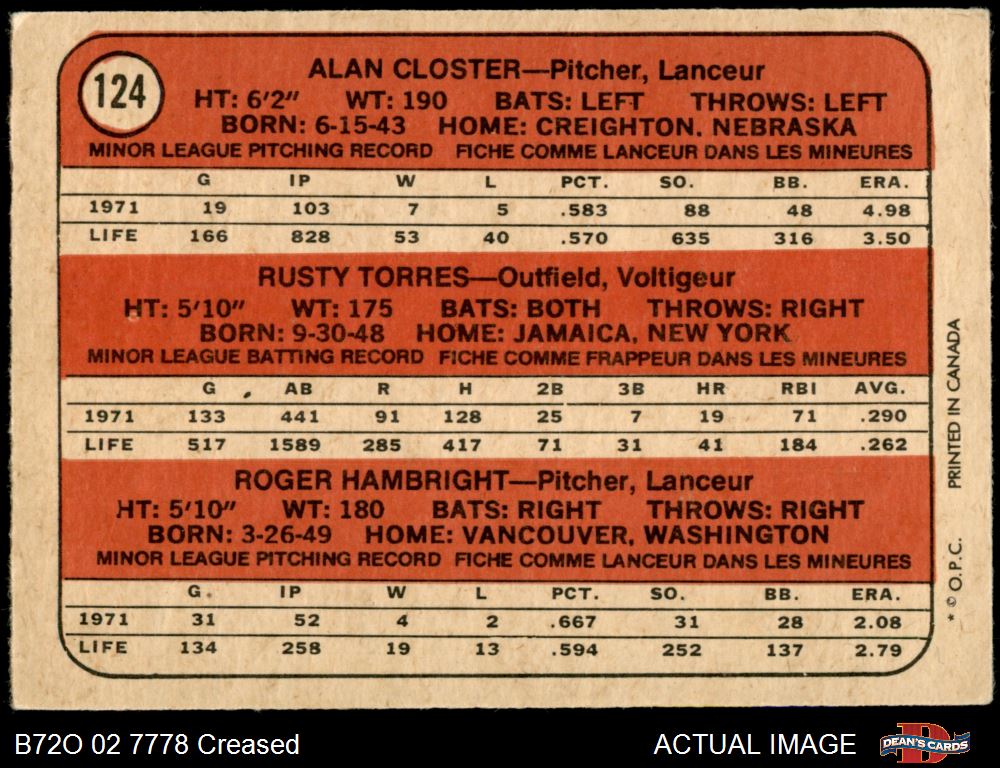 124
ALAN CLOSTER—Pitcher, Lanceur
HT: 6'2" WT: 190 BATS: LEFT THROWS: LEFT
BORN: 6-15-43 HOME: CREIGHTON. NEBRASKA
MINOR LEAGUE PITCHING RECORD FICHE COMME LANCEUR DANS LES MINEURES
G IP W L PCT. SO. BB. ERA.
1971 19 103 7 5 .583 88 48 4.98
LIFE 166 828 53 40 .570 635 316 3.50
RUSTY TORRES—Outfield, Voltigeur
HT: 5'10" WT: 175 BATS: BOTH THROWS: RIGHT
BORN: 9-30-48 HOME: JAMAICA, NEW YORK
MINOR LEAGUE BATTING RECORD FICHE COMME FRAPPEUR DANS LES MINEURES
G AB R H 2B 3B HR RBI AVG.
1971 133 441 91 128 25 7 19 71 .290
LIFE 517 1589 285 417 71 31 41 184 .262
ROGER HAMBRIGHT—Pitcher, Lanceur
HT: 5'10" WT: 180 BATS: RIGHT THROWS: RIGHT
BORN: 3-26-49 HOME: VANCOUVER, WASHINGTON
MINOR LEAGUE PITCHING RECORD FICHE COMME LANCEUR DANS LES MINEURES
G. IP W L PCT. SO. BB. ERA.
1971 31 52 4 2 .667 31 28 2.08
LIFE 134 258 19 13 .594 252 137 2.79
* © O.P.C. PRINTED IN CANADA
B72O 02 7778 Creased
ACTUAL IMAGE
B
DEAN'S CARDS